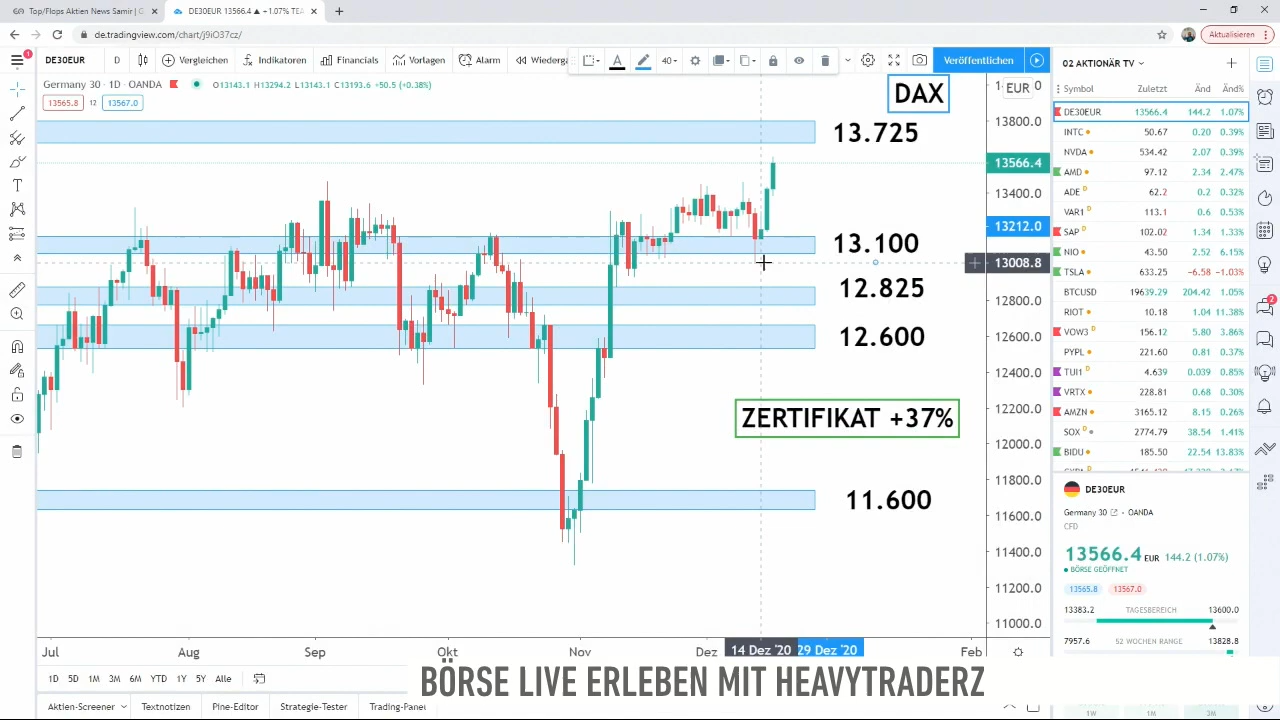 Top/Flops Aktien News Samir | G
DE30EUR 13566.4 ▲ +1.07% TEA
de.tradingview.com/chart/j9iO37cz/
Aktualisieren
DE30EUR D Vergleichen Indikatoren Financials Vorlagen Alarm Wiederga 40 Veröffentlichen
Germany 30 · 1D · OANDA O13143.1 H13294.2 L13143.1 C13193.6 +50.5 (+0.38%)
13565.8 12 13567.0
DAX
EUR
13.725
13.100
12.825
12.600
ZERTIFIKAT +37%
11.600
13800.0
13566.4
13400.0
13212.0
13008.8
12800.0
12600.0
12400.0
12200.0
12000.0
11800.0
11600.0
11400.0
11200.0
11000.0
Jul Aug Sep Okt Nov Dez 14 Dez '20 29 Dez '20 Feb
1D 5D 1M 3M 6M YTD 1Y 5Y Alle
Aktien-Screener Textnotizen Pine-Editor Strategie-Tester Trading-Panel
BÖRSE LIVE ERLEBEN MIT HEAVYTRADERZ
02 AKTIONÄR TV
Symbol Zuletzt Änd Änd%
DE30EUR 13566.4 144.2 1.07%
INTC 50.67 0.20 0.39%
NVDA 534.42 2.07 0.39%
AMD 97.12 2.34 2.47%
ADE D 62.2 0.2 0.32%
VAR1 D 113.1 0.6 0.53%
SAP D 102.02 1.34 1.33%
NIO 43.50 2.52 6.15%
TSLA 633.25 −6.58 −1.03%
BTCUSD 19639.29 204.42 1.05%
RIOT 10.18 1.04 11.38%
VOW3 D 156.12 5.80 3.86%
PYPL 221.60 0.81 0.37%
TUI1 D 4.639 0.039 0.85%
VRTX 228.81 0.68 0.30%
AMZN 3165.12 8.15 0.26%
SOX D 2774.79 38.54 1.41%
BIDU 185.50 22.54 13.83%
DE30EUR
Germany 30 · OANDA
CFD
13566.4 EUR 144.2 (1.07%)
BÖRSE GEÖFFNET
13565.8 13567.0
13383.2 TAGESBEREICH 13600.0
7957.6 52 WOCHEN RANGE 13828.8
1W 1M 3M